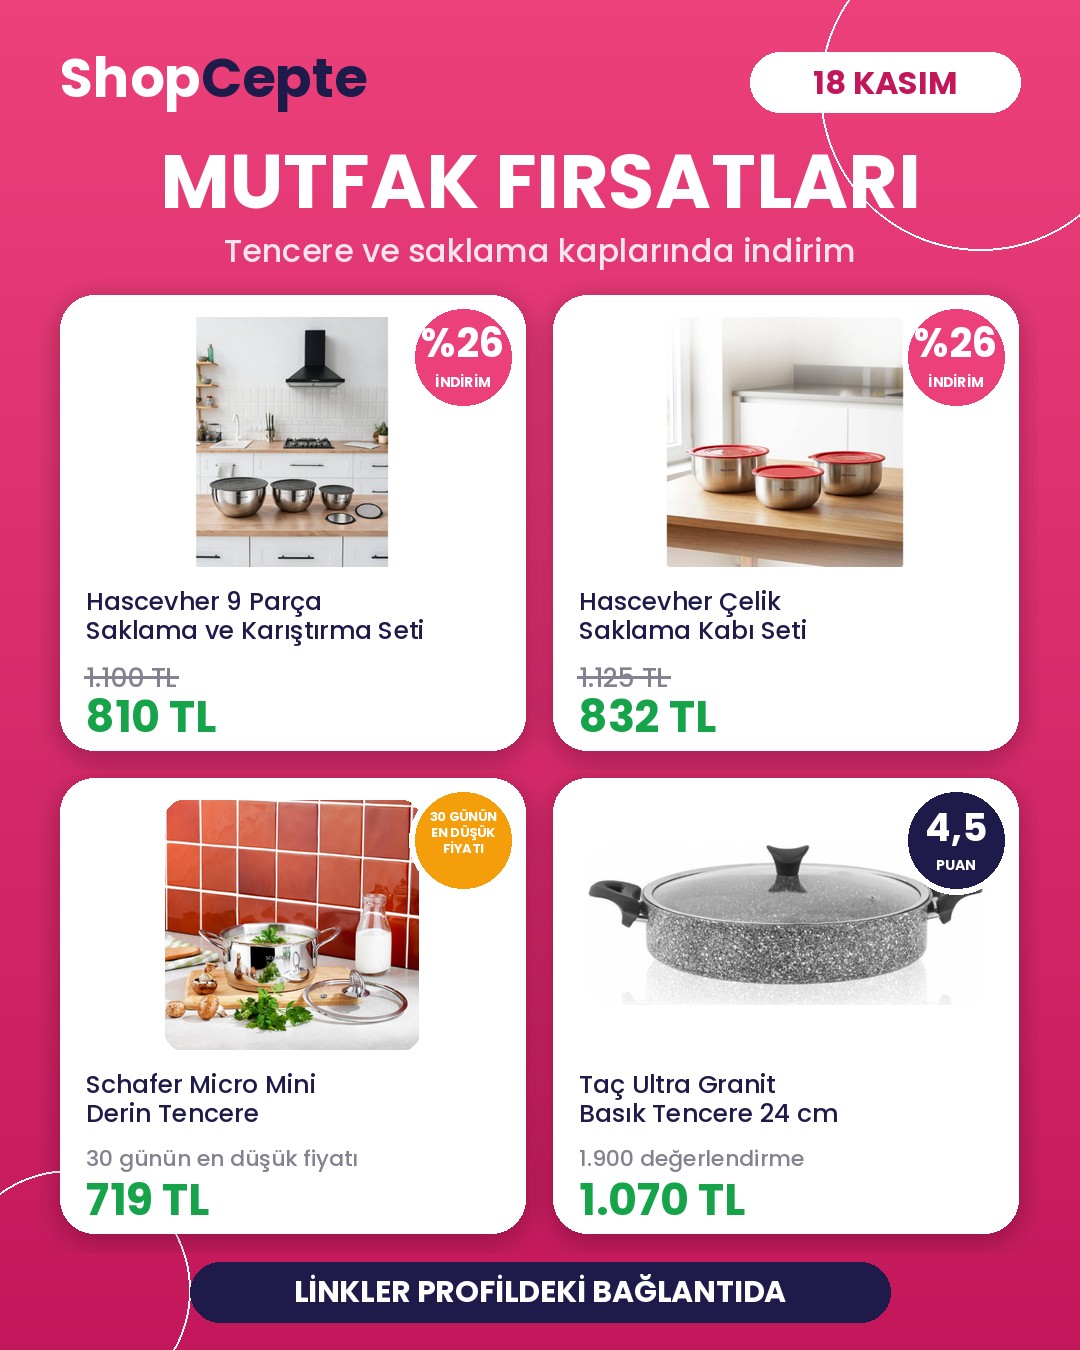 ShopCepte
18 KASIM
MUTFAK FIRSATLARI
Tencere ve saklama kaplarında indirim
%26
İNDİRİM
Hascevher 9 Parça
Saklama ve Karıştırma Seti
1.100 TL
810 TL
%26
İNDİRİM
Hascevher Çelik
Saklama Kabı Seti
1.125 TL
832 TL
30 GÜNÜN
EN DÜŞÜK
FİYATI
Schafer Micro Mini
Derin Tencere
30 günün en düşük fiyatı
719 TL
4,5
PUAN
Taç Ultra Granit
Basık Tencere 24 cm
1.900 değerlendirme
1.070 TL
LİNKLER PROFİLDEKİ BAĞLANTIDA